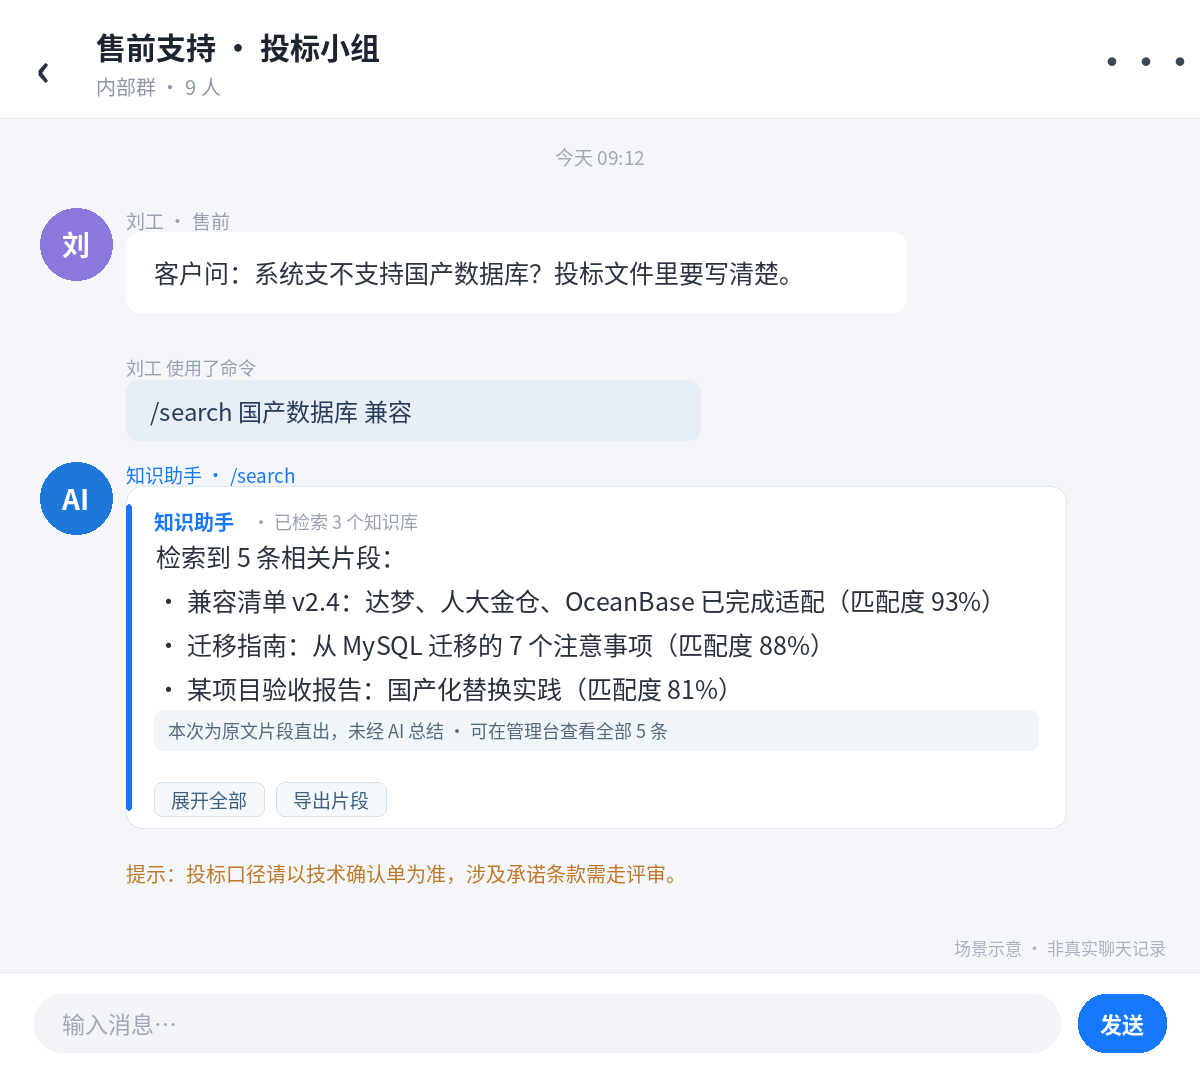 售前支持 · 投标小组
内部群 · 9 人
今天 09:12
刘
刘工 · 售前
客户问：系统支不支持国产数据库？投标文件里要写清楚。
刘工 使用了命令
/search 国产数据库 兼容
AI
知识助手 · /search
知识助手 · 已检索 3 个知识库
检索到 5 条相关片段：
· 兼容清单 v2.4：达梦、人大金仓、OceanBase 已完成适配（匹配度 93%）
· 迁移指南：从 MySQL 迁移的 7 个注意事项（匹配度 88%）
· 某项目验收报告：国产化替换实践（匹配度 81%）
本次为原文片段直出，未经 AI 总结 · 可在管理台查看全部 5 条
展开全部 导出片段
提示：投标口径请以技术确认单为准，涉及承诺条款需走评审。
场景示意 · 非真实聊天记录
输入消息…
发送